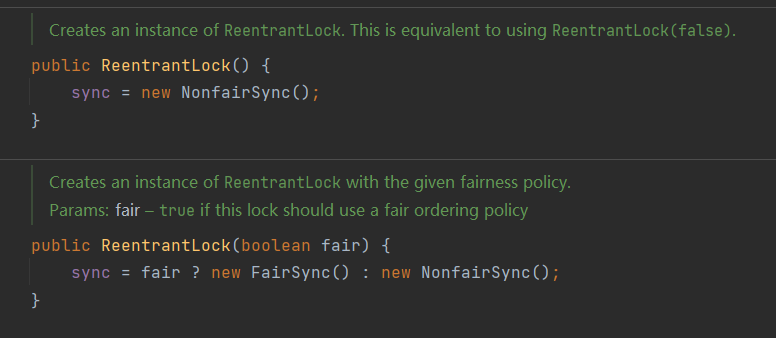 Creates an instance of ReentrantLock. This is equivalent to using ReentrantLock(false).
public ReentrantLock() {
    sync = new NonfairSync();
}
Creates an instance of ReentrantLock with the given fairness policy.
Params: fair – true if this lock should use a fair ordering policy
public ReentrantLock(boolean fair) {
    sync = fair ? new FairSync() : new NonfairSync();
}